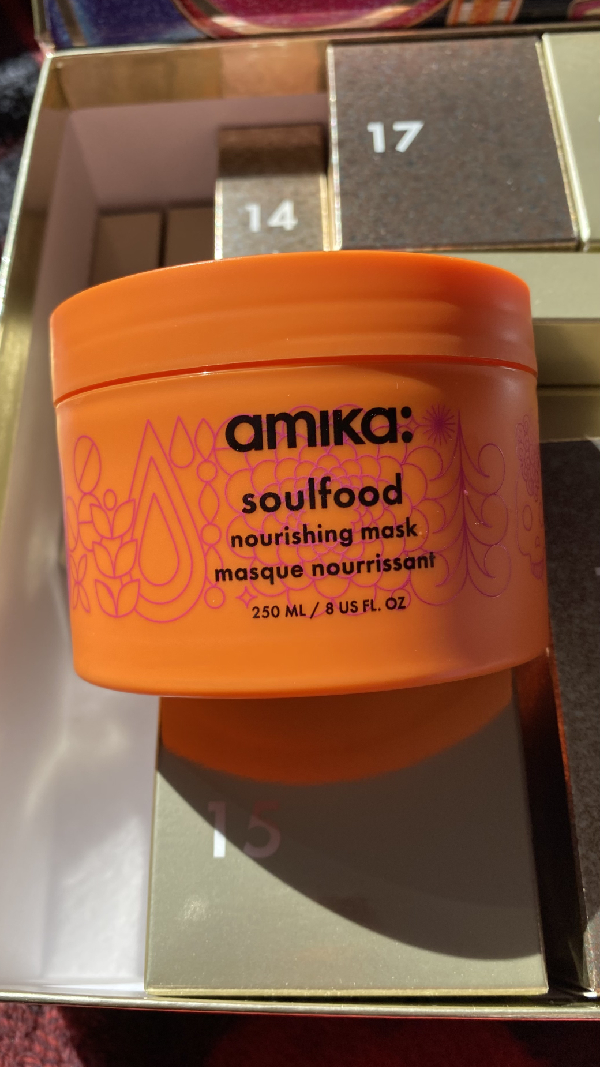 17
14
amika:
soulfood
nourishing mask
masque nourrissant
250 ML / 8 US FL. OZ
15